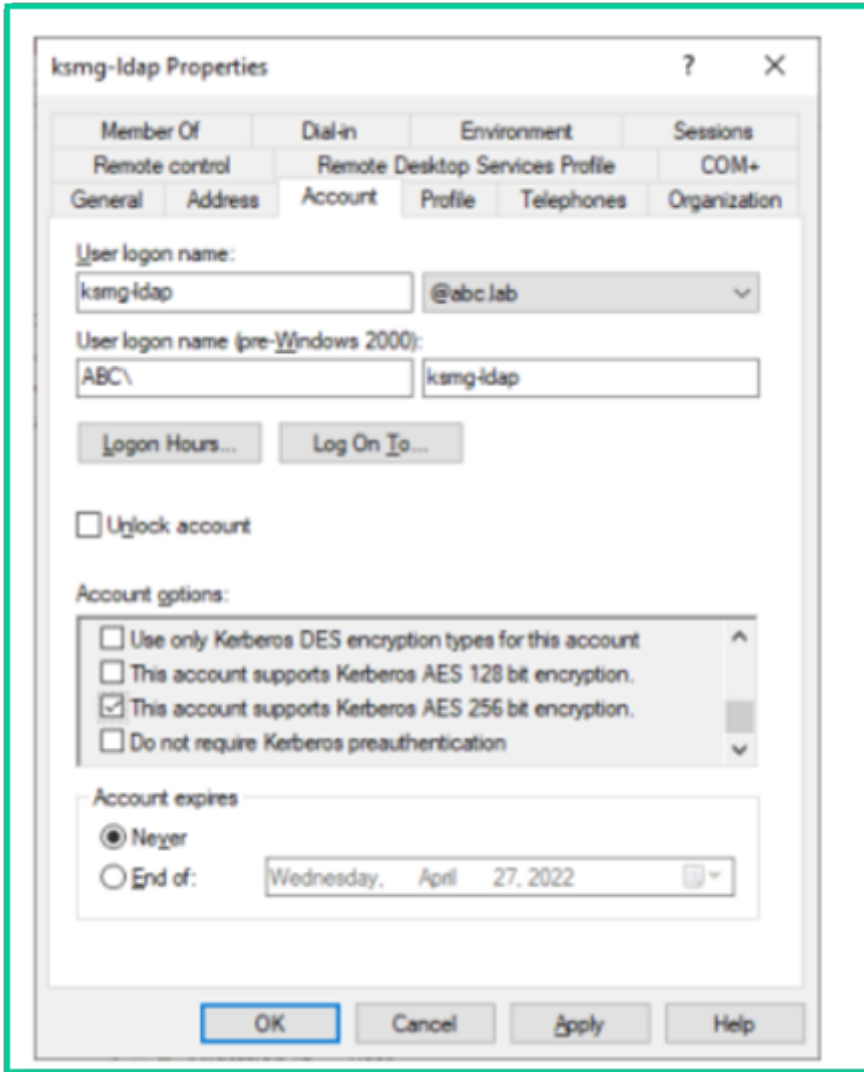 ksmg-ldap Properties ? ×
Member Of Dial-in Environment Sessions
Remote control Remote Desktop Services Profile COM+
General Address Account Profile Telephones Organization
User logon name:
ksmg-ldap @abc.lab
User logon name (pre-Windows 2000):
ABC\ ksmg-ldap
Logon Hours... Log On To...
Unlock account
Account options:
Use only Kerberos DES encryption types for this account
This account supports Kerberos AES 128 bit encryption.
This account supports Kerberos AES 256 bit encryption.
Do not require Kerberos preauthentication
Account expires
Never
End of: Wednesday, April 27, 2022
OK Cancel Apply Help